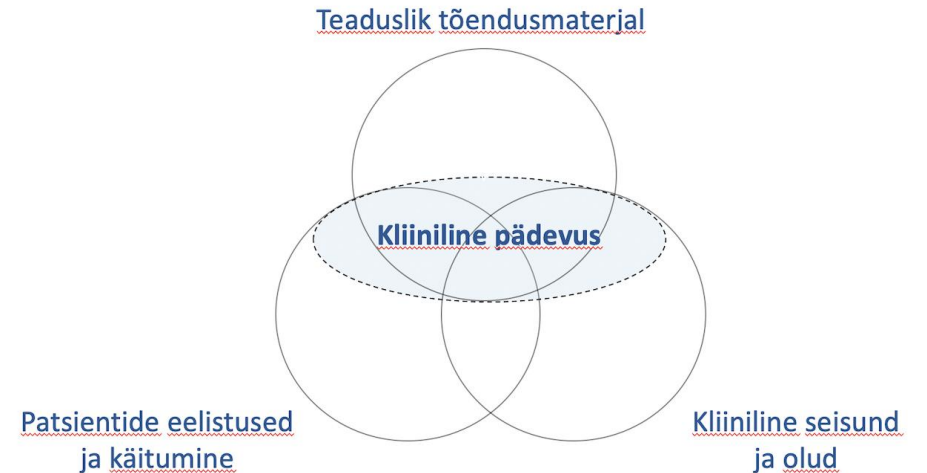 Teaduslik tõendusmaterjal
Kliiniline pädevus
Patsientide eelistused
ja käitumine
Kliiniline seisund
ja olud